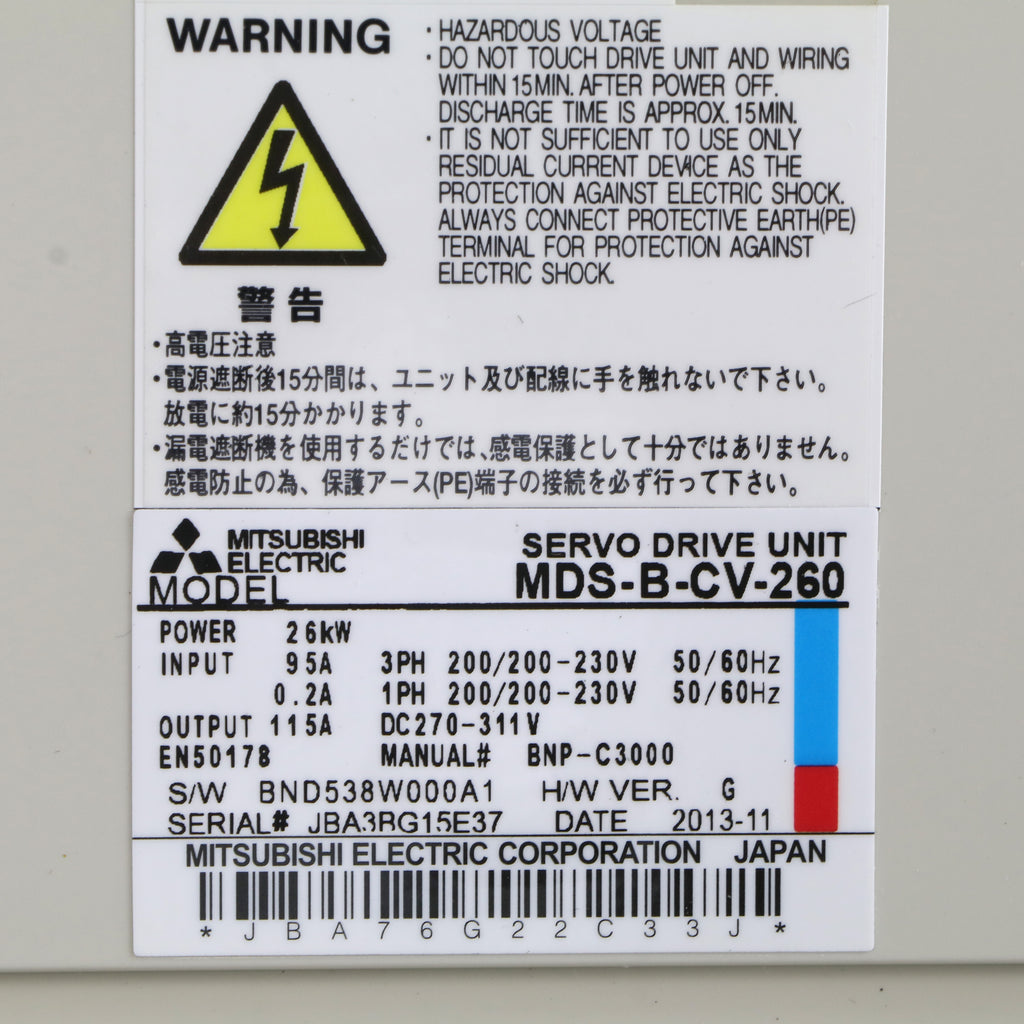 WARNING
・HAZARDOUS VOLTAGE
・DO NOT TOUCH DRIVE UNIT AND WIRING
WITHIN 15MIN. AFTER POWER OFF.
DISCHARGE TIME IS APPROX. 15MIN.
・IT IS NOT SUFFICIENT TO USE ONLY
RESIDUAL CURRENT DEVICE AS THE
PROTECTION AGAINST ELECTRIC SHOCK.
ALWAYS CONNECT PROTECTIVE EARTH(PE)
TERMINAL FOR PROTECTION AGAINST
ELECTRIC SHOCK.
警告
・高電圧注意
・電源遮断後15分間は、ユニット及び配線に手を触れないで下さい。
放電に約15分かかります。
・漏電遮断機を使用するだけでは、感電保護として十分ではありません。
感電防止の為、保護アース(PE)端子の接続を必ず行って下さい。
MITSUBISHI
ELECTRIC
SERVO DRIVE UNIT
MODEL MDS-B-CV-260
POWER 26kW
INPUT 95A 3PH 200/200-230V 50/60Hz
0.2A 1PH 200/200-230V 50/60Hz
OUTPUT 115A DC270-311V
EN50178 MANUAL# BNP-C3000
S/W BND538W000A1 H/W VER. G
SERIAL# JBA3RG15E37 DATE 2013-11
MITSUBISHI ELECTRIC CORPORATION JAPAN
*JBA76G22C33J*